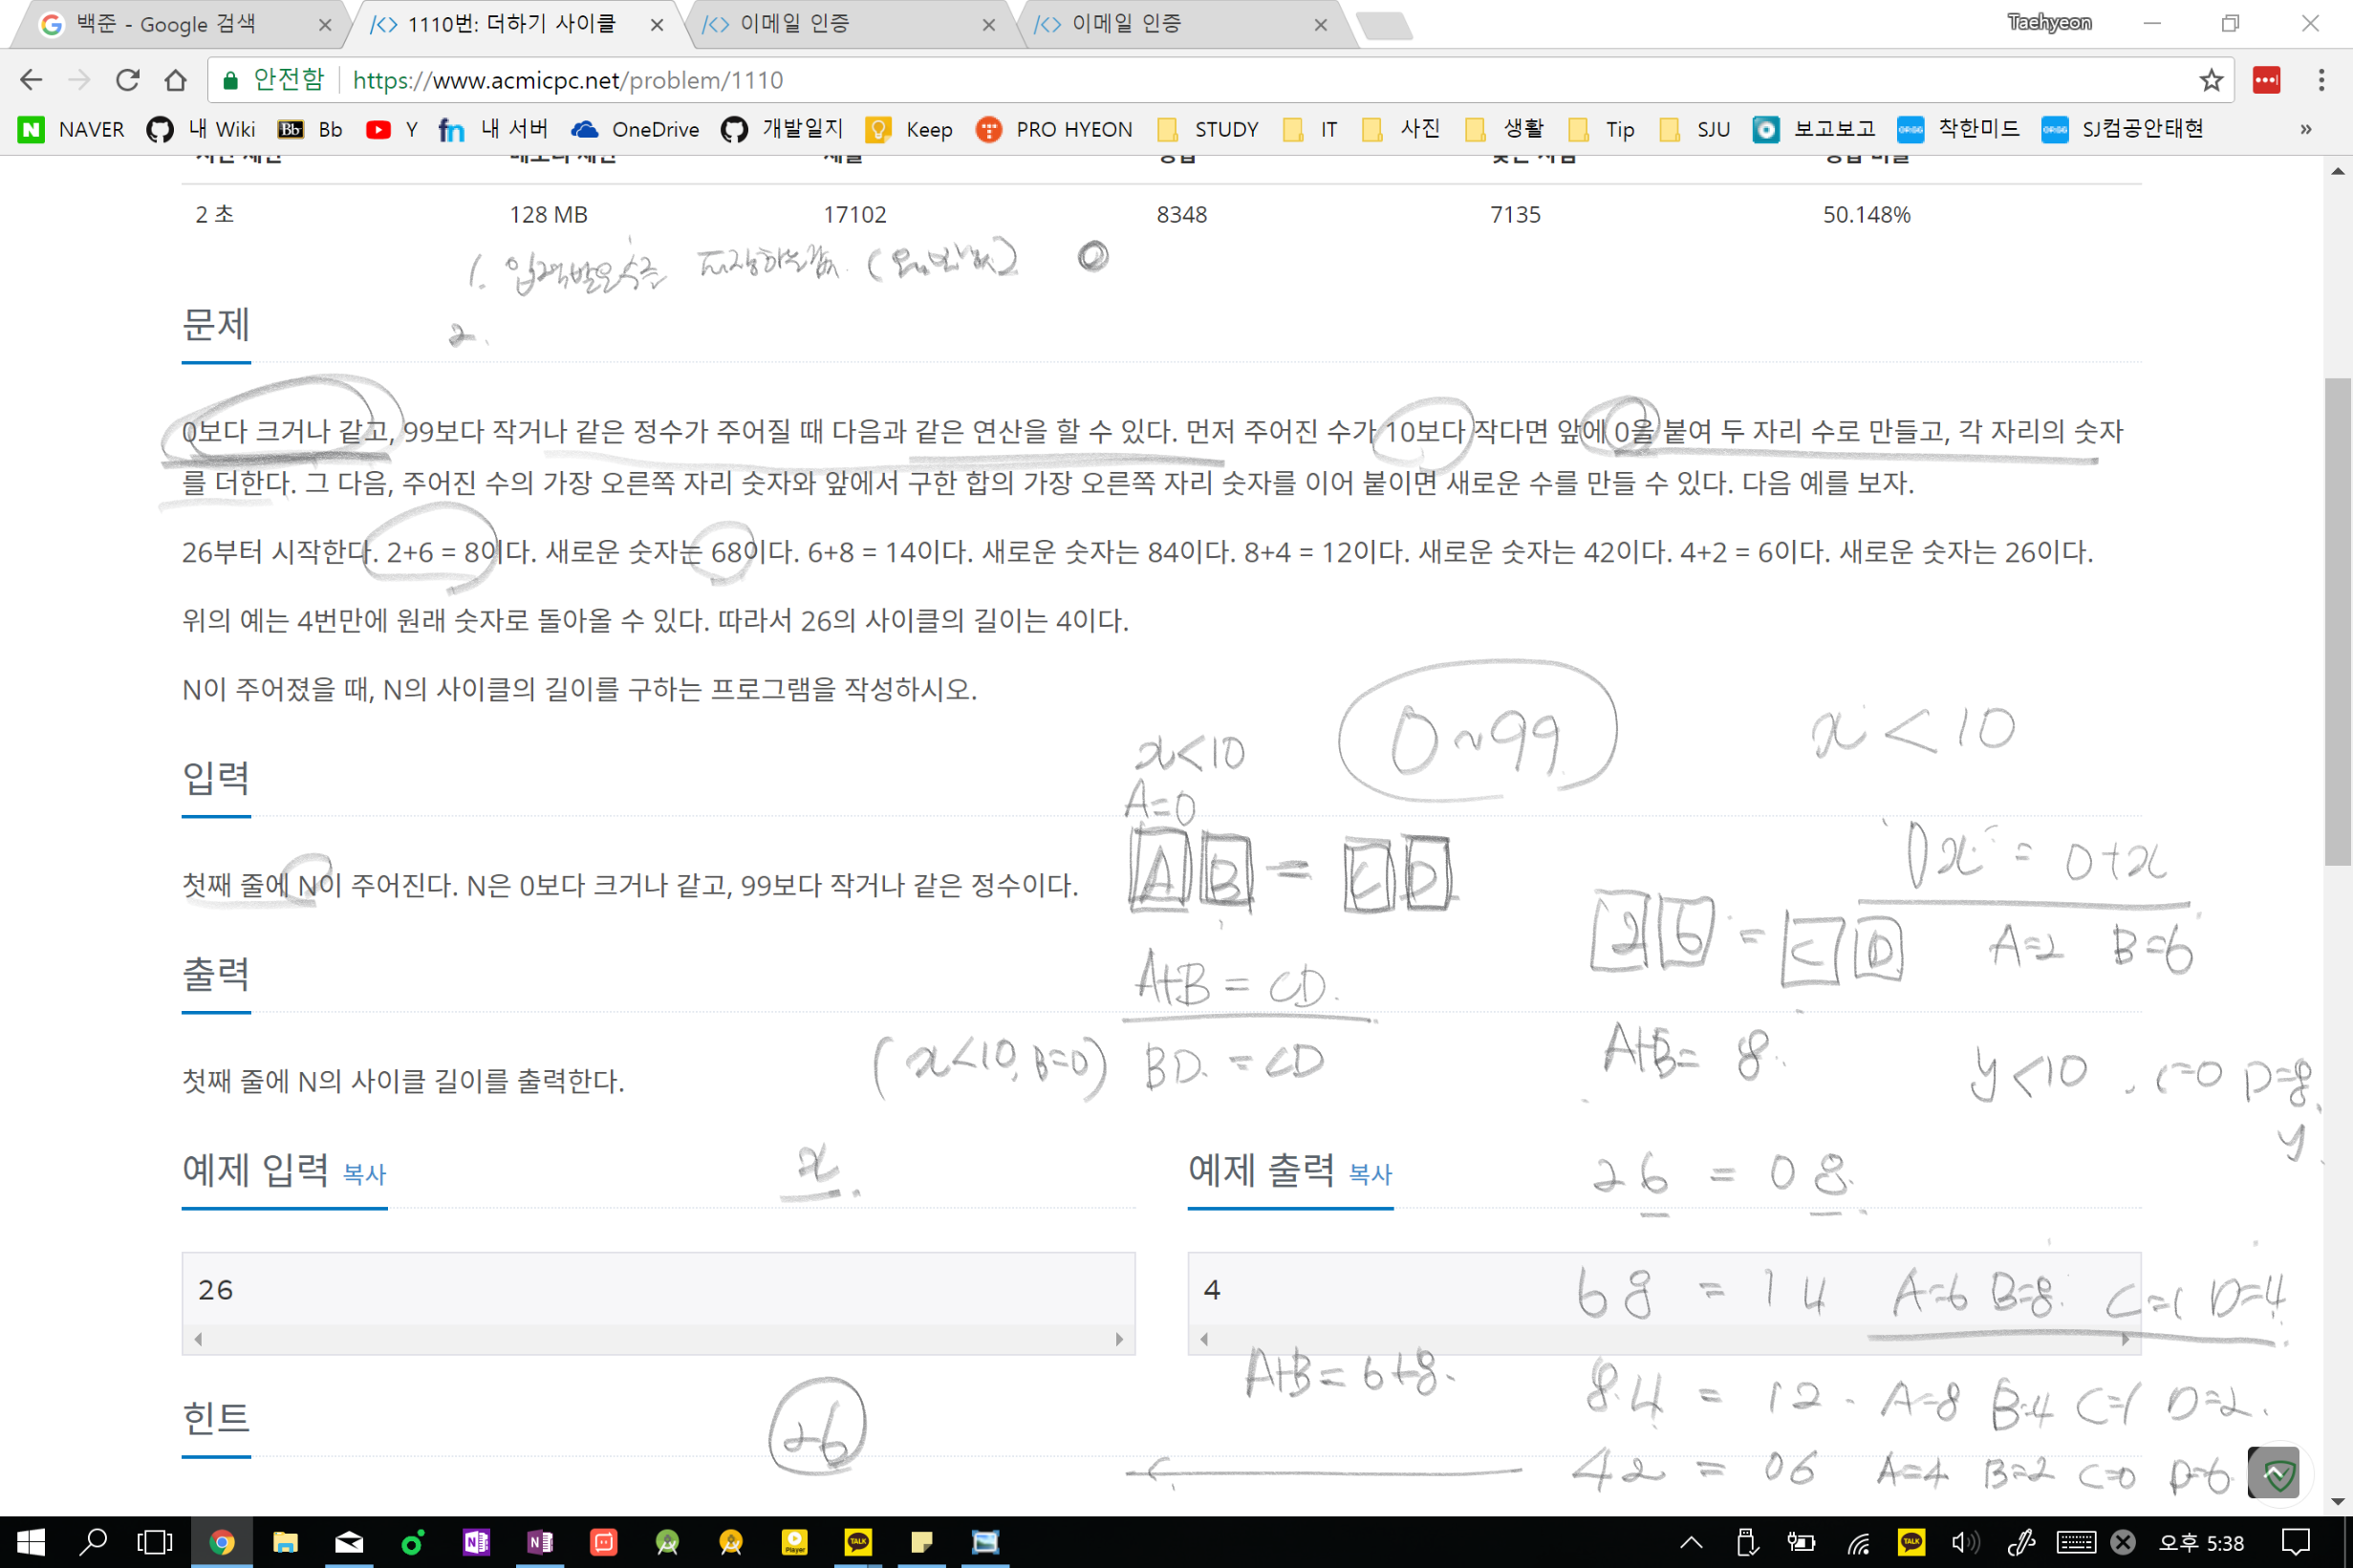 백준 - Google 검색
1110번: 더하기 사이클
이메일 인증
이메일 인증
Taehyeon
안전함 https://www.acmicpc.net/problem/1110
NAVER 내 Wiki Bb Bb Y fn 내 서버 OneDrive 개발일지 Keep PRO HYEON STUDY IT 사진 생활 Tip SJU 보고보고 착한미드 SJ컴공안태현 »
2 초 128 MB 17102 8348 7135 50.148%
1. 입력받은 수를
2.
문제
0보다 크거나 같고, 99보다 작거나 같은 정수가 주어질 때 다음과 같은 연산을 할 수 있다. 먼저 주어진 수가 10보다 작다면 앞에 0을 붙여 두 자리 수로 만들고, 각 자리의 숫자
를 더한다. 그 다음, 주어진 수의 가장 오른쪽 자리 숫자와 앞에서 구한 합의 가장 오른쪽 자리 숫자를 이어 붙이면 새로운 수를 만들 수 있다. 다음 예를 보자.
26부터 시작한다. 2+6 = 8이다. 새로운 숫자는 68이다. 6+8 = 14이다. 새로운 숫자는 84이다. 8+4 = 12이다. 새로운 숫자는 42이다. 4+2 = 6이다. 새로운 숫자는 26이다.
위의 예는 4번만에 원래 숫자로 돌아올 수 있다. 따라서 26의 사이클의 길이는 4이다.
N이 주어졌을 때, N의 사이클의 길이를 구하는 프로그램을 작성하시오.
x<10 0~99 x<10
입력
A=0
첫째 줄에 N이 주어진다. N은 0보다 크거나 같고, 99보다 작거나 같은 정수이다.
A B = C D
0x = 0+x
2 6 = C D A=2 B=6
출력
A+B = CD.
첫째 줄에 N의 사이클 길이를 출력한다.
(x<10, B=0) BD. = CD A+B= 8. y<10, C=0 D=8.
y
예제 입력 복사
x.
예제 출력 복사
26 = 08.
26
4
68 = 14 A=6 B=8. C=1 D=4
A+B = 6+8.
84 = 12. A=8 B=4 C=1 D=2.
힌트
26
42 = 06 A=4 B=2 C=0 D=6
TALK
Player
오후 5:38